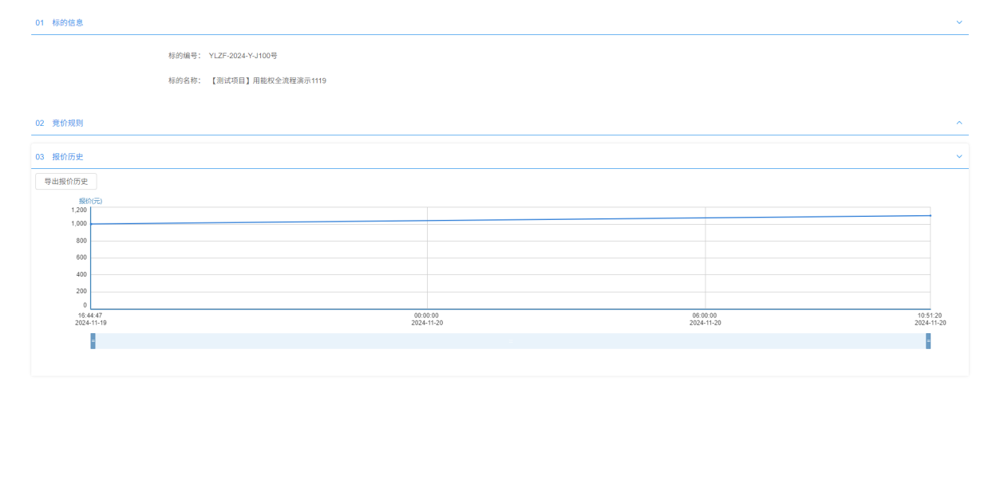 01 标的信息
标的编号: YLZF-2024-Y-J100号
标的名称: 【测试项目】用能权全流程演示1119
02 竞价规则
03 报价历史
导出报价历史
报价(元)
1,200
1,000
800
600
400
200
0
16:44:47 00:00:00 06:00:00 10:51:20
2024-11-19 2024-11-20 2024-11-20 2024-11-20